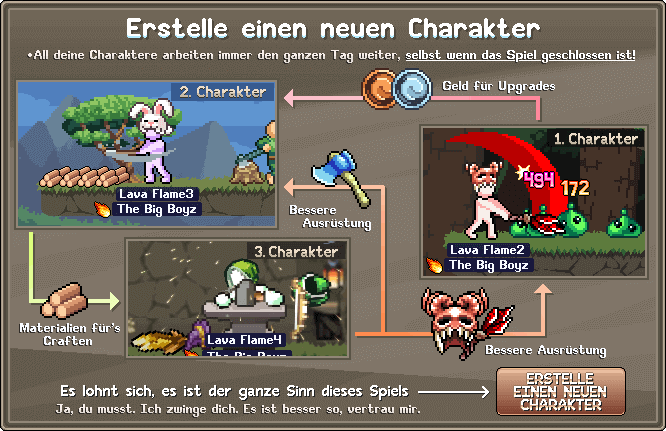 Erstelle einen neuen Charakter
•All deine Charaktere arbeiten immer den ganzen Tag weiter, selbst wenn das Spiel geschlossen ist!
Geld für Upgrades
2. Charakter
1. Charakter
494
172
Lava Flame3
The Big Boyz
Bessere
Ausrüstung
Lava Flame2
The Big Boyz
3. Charakter
Materialien für's
Craften
Lava Flame4
The Big Boyz
Bessere Ausrüstung
Es lohnt sich, es ist der ganze Sinn dieses Spiels
Ja, du musst. Ich zwinge dich. Es ist besser so, vertrau mir.
ERSTELLE
EINEN NEUEN
CHARAKTER